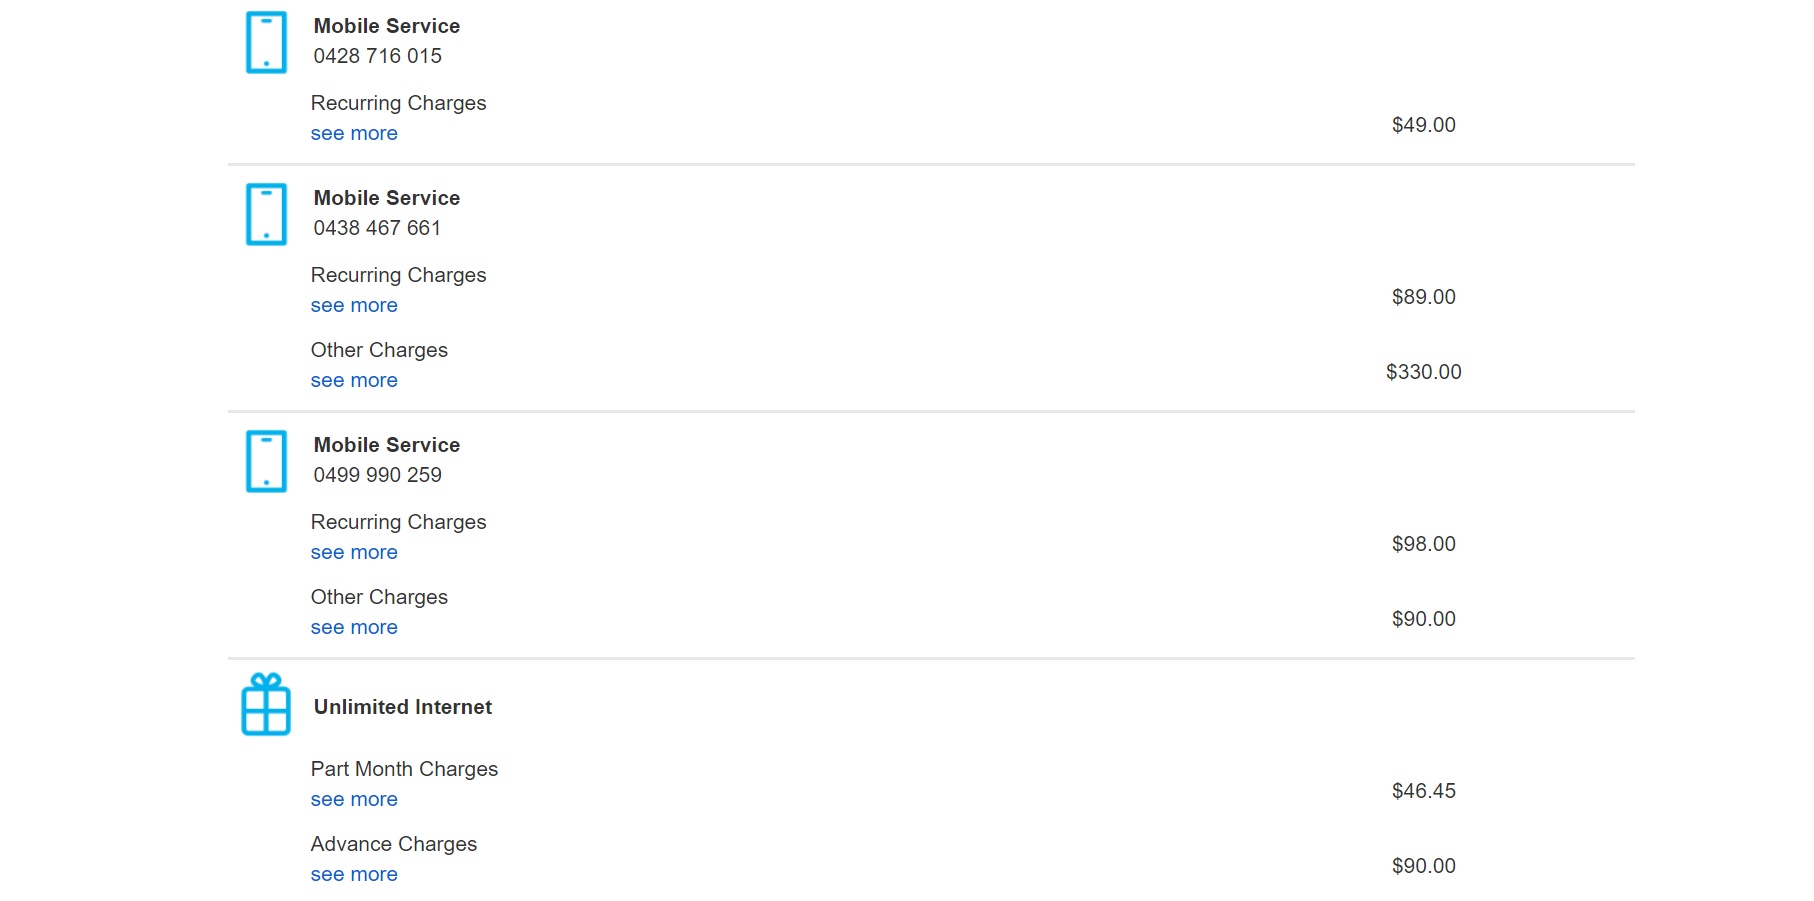 Mobile Service
0428 716 015
Recurring Charges
see more
$49.00
Mobile Service
0438 467 661
Recurring Charges
see more
$89.00
Other Charges
see more
$330.00
Mobile Service
0499 990 259
Recurring Charges
see more
$98.00
Other Charges
see more
$90.00
Unlimited Internet
Part Month Charges
see more
$46.45
Advance Charges
see more
$90.00